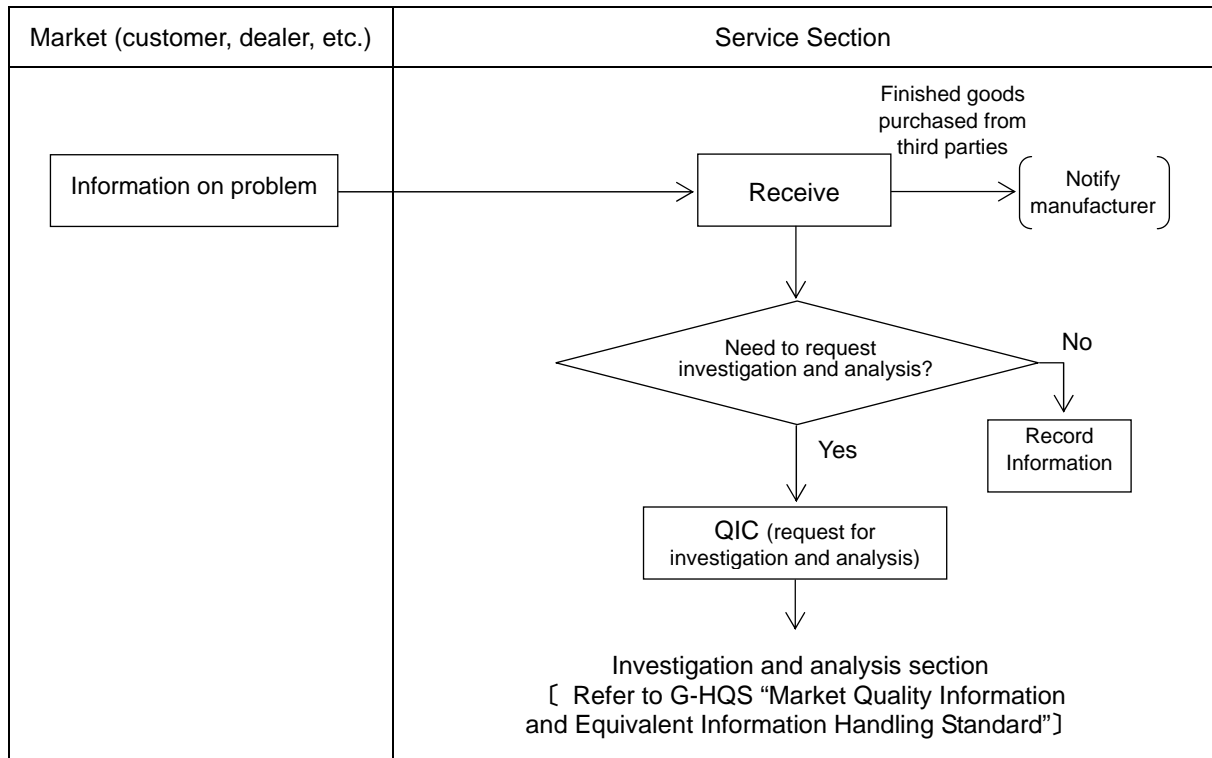 Market (customer, dealer, etc.)
Service Section
Finished goods
purchased from
third parties
Information on problem
Receive
Notify
manufacturer
Need to request
investigation and analysis?
No
Yes
Record
Information
QIC (request for
investigation and analysis)
Investigation and analysis section
〔 Refer to G-HQS “Market Quality Information
and Equivalent Information Handling Standard”〕